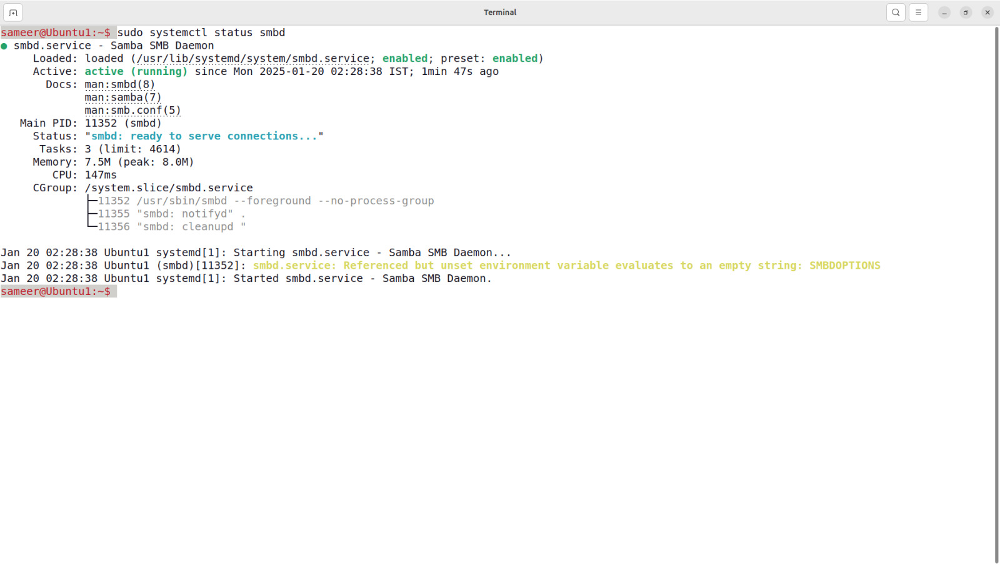 Terminal
sameer@Ubuntu1:~$ sudo systemctl status smbd
● smbd.service - Samba SMB Daemon
     Loaded: loaded (/usr/lib/systemd/system/smbd.service; enabled; preset: enabled)
     Active: active (running) since Mon 2025-01-20 02:28:38 IST; 1min 47s ago
       Docs: man:smbd(8)
             man:samba(7)
             man:smb.conf(5)
   Main PID: 11352 (smbd)
     Status: "smbd: ready to serve connections..."
      Tasks: 3 (limit: 4614)
     Memory: 7.5M (peak: 8.0M)
        CPU: 147ms
     CGroup: /system.slice/smbd.service
             ├─11352 /usr/sbin/smbd --foreground --no-process-group
             ├─11355 "smbd: notifyd" .
             └─11356 "smbd: cleanupd "
Jan 20 02:28:38 Ubuntu1 systemd[1]: Starting smbd.service - Samba SMB Daemon...
Jan 20 02:28:38 Ubuntu1 (smbd)[11352]: smbd.service: Referenced but unset environment variable evaluates to an empty string: SMBDOPTIONS
Jan 20 02:28:38 Ubuntu1 systemd[1]: Started smbd.service - Samba SMB Daemon.
sameer@Ubuntu1:~$